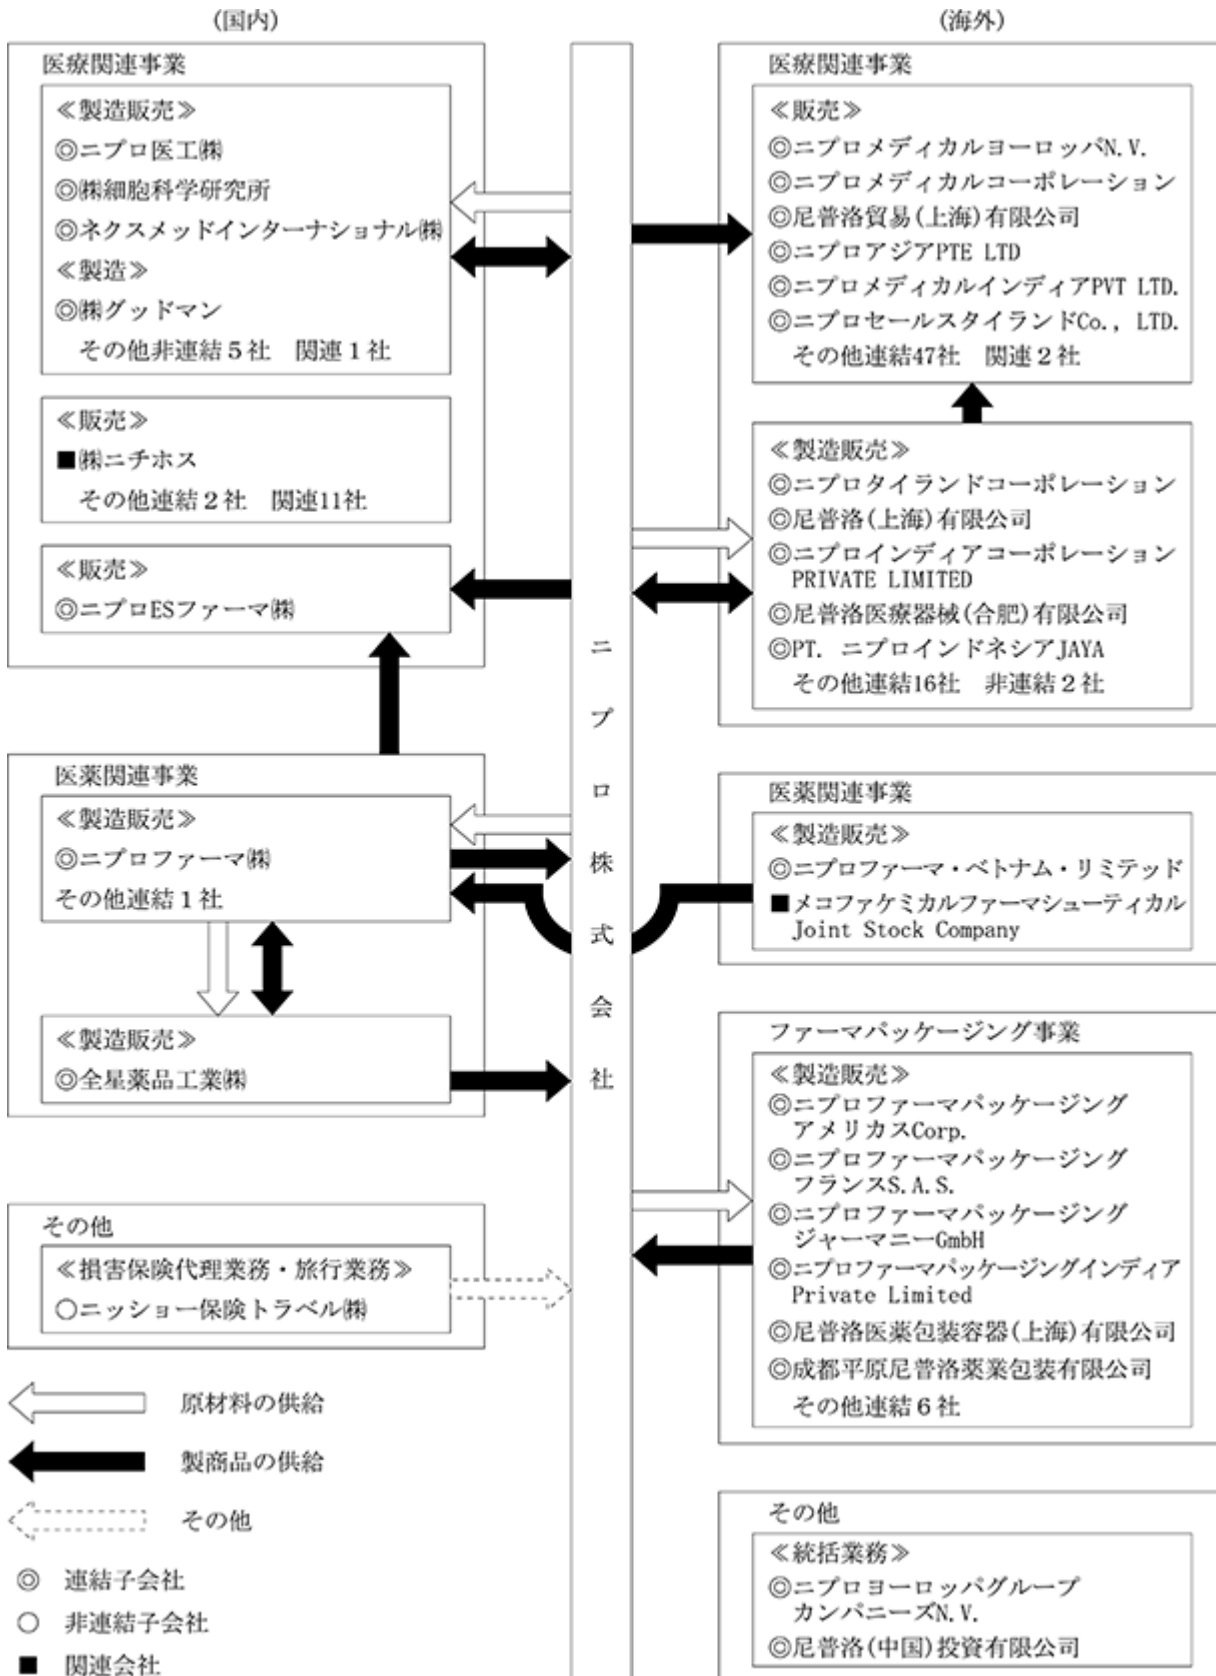 (国内)
医療関連事業
≪製造販売≫
◎ニプロ医工㈱
◎㈱細胞科学研究所
◎ネクスメッドインターナショナル㈱
≪製造≫
◎㈱グッドマン
その他非連結５社　関連１社
≪販売≫
■㈱ニチホス
その他連結２社　関連11社
≪販売≫
◎ニプロESファーマ㈱
医薬関連事業
≪製造販売≫
◎ニプロファーマ㈱
その他連結１社
≪製造販売≫
◎全星薬品工業㈱
その他
≪損害保険代理業務・旅行業務≫
○ニッショー保険トラベル㈱
原材料の供給
製商品の供給
その他
◎　連結子会社
○　非連結子会社
■　関連会社
ニプロ株式会社
(海外)
医療関連事業
≪販売≫
◎ニプロメディカルヨーロッパN.V.
◎ニプロメディカルコーポレーション
◎尼普洛貿易(上海)有限公司
◎ニプロアジアPTE LTD
◎ニプロメディカルインディアPVT LTD.
◎ニプロセールスタイランドCo., LTD.
その他連結47社　関連２社
≪製造販売≫
◎ニプロタイランドコーポレーション
◎尼普洛(上海)有限公司
◎ニプロインディアコーポレーション
PRIVATE LIMITED
◎尼普洛医療器械(合肥)有限公司
◎PT. ニプロインドネシアJAYA
その他連結16社　非連結２社
医薬関連事業
≪製造販売≫
◎ニプロファーマ・ベトナム・リミテッド
■メコファケミカルファーマシューティカル
Joint Stock Company
ファーマパッケージング事業
≪製造販売≫
◎ニプロファーマパッケージング
アメリカスCorp.
◎ニプロファーマパッケージング
フランスS.A.S.
◎ニプロファーマパッケージング
ジャーマニーGmbH
◎ニプロファーマパッケージングインディア
Private Limited
◎尼普洛医薬包装容器(上海)有限公司
◎成都平原尼普洛薬業包装有限公司
その他連結６社
その他
≪統括業務≫
◎ニプロヨーロッパグループ
カンパニーズN.V.
◎尼普洛(中国)投資有限公司